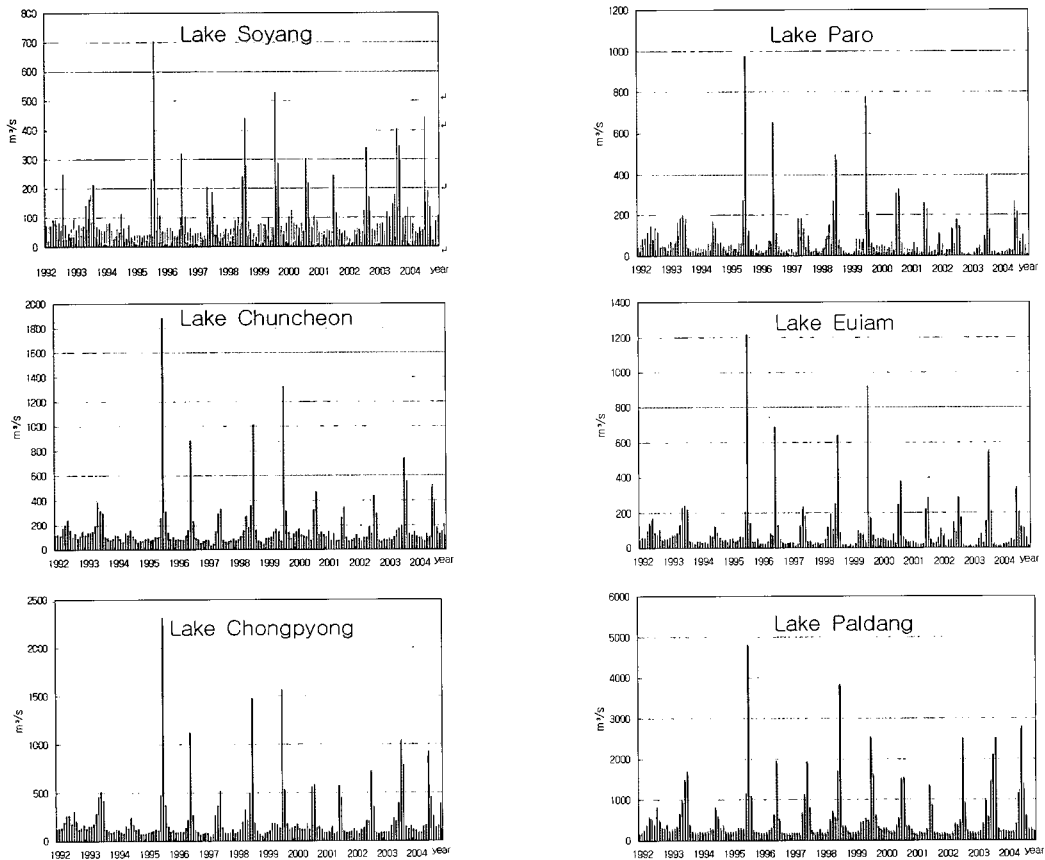 Lake Soyang
800
700
600
500
400
300
200
100
0
m³/s
1992 1993 1994 1995 1996 1997 1998 1999 2000 2001 2002 2003 2004 year
Lake Paro
1200
1000
800
600
400
200
0
m³/s
1992 1993 1994 1995 1996 1997 1998 1999 2000 2001 2002 2003 2004 year
Lake Chuncheon
2000
1800
1600
1400
1200
1000
800
600
400
200
0
m³/s
1992 1993 1994 1995 1996 1997 1998 1999 2000 2001 2002 2003 2004 year
Lake Euiam
1400
1200
1000
800
600
400
200
0
m³/s
1992 1993 1994 1995 1996 1997 1998 1999 2000 2001 2002 2003 2004 year
Lake Chongpyong
2500
2000
1500
1000
500
0
m³/s
1992 1993 1994 1995 1996 1997 1998 1999 2000 2001 2002 2003 2004 year
Lake Paldang
6000
5000
4000
3000
2000
1000
0
m³/s
1992 1993 1994 1995 1996 1997 1998 1999 2000 2001 2002 2003 2004 year